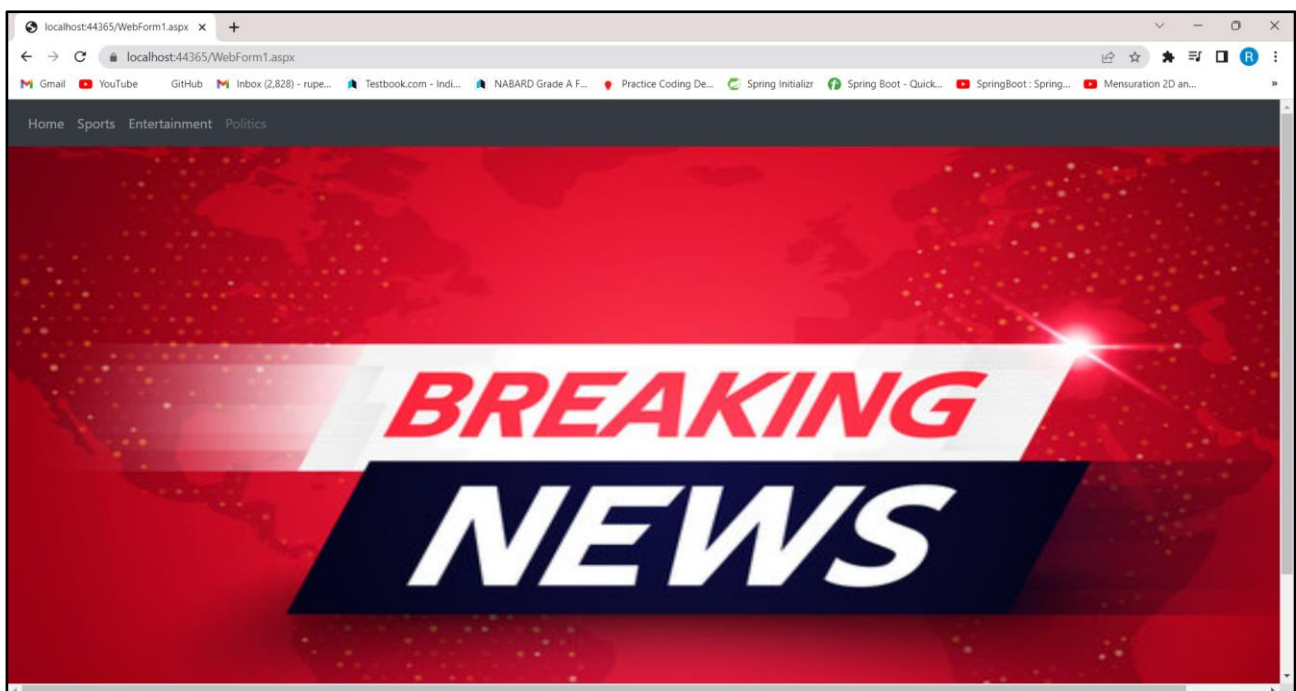 localhost:44365/WebForm1.aspx
localhost:44365/WebForm1.aspx
R
Gmail YouTube GitHub Inbox (2,828) - rupe... Testbook.com - Indi... NABARD Grade A F... Practice Coding De... Spring Initializr Spring Boot - Quick... SpringBoot : Spring... Mensuration 2D an... »
Home Sports Entertainment Politics
BREAKING
NEWS